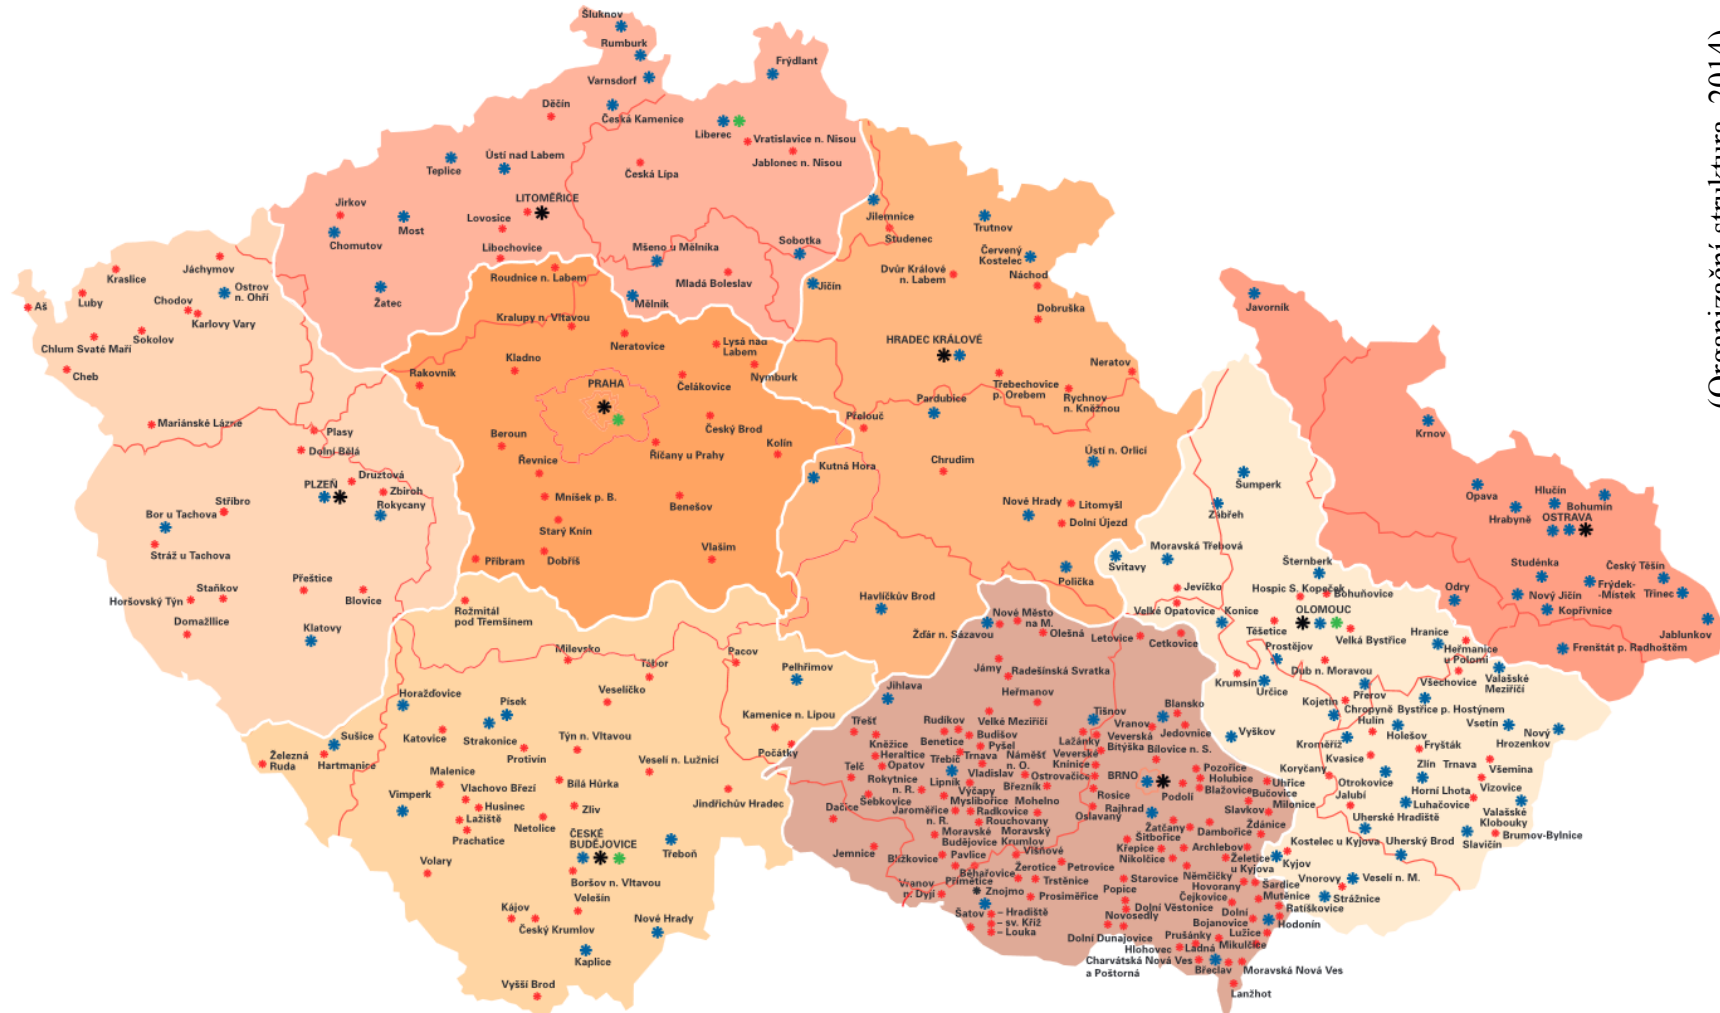 (Organizační struktura, 2014)
Šluknov
Rumburk
Varnsdorf
Děčín
Česká Kamenice
Frýdlant
Liberec
Vratislavice n. Nisou
Jablonec n. Nisou
Česká Lípa
Teplice
Ústí nad Labem
LITOMĚŘICE
Jirkov
Chomutov
Most
Lovosice
Libochovice
Roudnice n. Labem
Žatec
Mšeno u Mělníka
Mladá Boleslav
Sobotka
Mělník
Jáchymov
Kraslice
Aš
Luby
Chodov
Ostrov
n. Ohří
Karlovy Vary
Sokolov
Chlum Svaté Maří
Cheb
Mariánské Lázně
Plasy
Dolní Bělá
Druztová
PLZEŇ
Zbiroh
Rokycany
Stříbro
Bor u Tachova
Stráž u Tachova
Staňkov
Přeštice
Horšovský Týn
Blovice
Domažllice
Klatovy
Kralupy n. Vltavou
Neratovice
Lysá nad
Labem
Nymburk
Kladno
Rakovník
PRAHA
Čelákovice
Český Brod
Beroun
Říčany u Prahy
Kolín
Řevnice
Mníšek p. B.
Benešov
Starý Knín
Příbram
Dobříš
Vlašim
Jilemnice
Studenec
Trutnov
Červený
Kostelec
Dvůr Králové
n. Labem
Náchod
Jičín
Dobruška
HRADEC KRÁLOVÉ
Neratov
Třebechovice
p. Orebem
Rychnov
n. Kněžnou
Pardubice
Přelouč
Ústí n. Orlicí
Kutná Hora
Chrudim
Nové Hrady
Litomyšl
Dolní Újezd
Polička
Havlíčkův Brod
Rožmitál
pod Třemšínem
Milevsko
Tábor
Pacov
Pelhřimov
Horažďovice
Písek
Veselíčko
Strakonice
Katovice
Kamenice n. Lipou
Počátky
Sušice
Železná
Ruda
Hartmanice
Protivín
Týn n. Vltavou
Veselí n. Lužnicí
Malenice
Vimperk
Vlachovo Březí
Husinec
Lažiště
Prachatice
Bílá Hůrka
Zliv
Netolice
Jindřichův Hradec
ČESKÉ
BUDĚJOVICE
Třeboň
Volary
Boršov n. Vltavou
Velešín
Kájov
Český Krumlov
Nové Hrady
Kaplice
Vyšší Brod
Nové Město
na M.
Žďár n. Sázavou
Olešná
Letovice
Cetkovice
Jámy
Radešínská Svratka
Jihlava
Heřmanov
Třešť
Rudíkov
Velké Meziříčí
Tišnov
Blansko
Vranov
Kněžice
Benetice
Budišov
Lažánky
Veverská
Bitýška
Jedovnice
Heraltice
Opatov
Pyšel
Třebíč
Trnava
Náměšť
n. O.
Veverské
Knínice
Bílovice n. S.
Telč
Rokytnice
n. R.
Lipník
Vladislav
Ostrovačice
BRNO
Pozořice
Holubice
Šebkovice
Výčapy
Březník
Rosice
Podolí
Blažovice
Uhřice
Bučovice
Dačice
Jaroměřice
n. R.
Myslibořice
Mohelno
Radkovice
Oslavany
Rajhrad
Slavkov
Milonice
Rouchovany
Žatčany
Dambořice
Ždánice
Moravské
Budějovice
Moravský
Krumlov
Šitbořice
Jemnice
Blížkovice
Pavlice
Višňové
Křepice
Nikolčice
Archlebov
Želetice
u Kyjova
Běhařovice
Žerotice
Petrovice
Vranov
n. Dyjí
Přímětice
Trstěnice
Starovice
Němčičky
Hovorany
Šardice
Znojmo
Prosiměřice
Popice
Čejkovice
Mutěnice
Ratíškovice
Šatov
– Hradiště
– sv. Kříž
– Louka
Dolní Věstonice
Novosedly
Dolní
Bojanovice
Hodonín
Dolní Dunajovice
Prušánky
Lužice
Hlohovec
Ladná
Mikulčice
Charvátská Nová Ves
a Poštorná
Břeclav
Moravská Nová Ves
Lanžhot
Šumperk
Zábřeh
Svitavy
Moravská Třebová
Šternberk
Hospic S. Kopeček
Bohuňovice
Jevíčko
Velké Opatovice
Konice
OLOMOUC
Těšetice
Velká Bystřice
Hranice
Heřmanice
u Polomi
Prostějov
Dub n. Moravou
Všechovice
Valašské
Meziříčí
Krumsín
Určice
Přerov
Kojetín
Chropyně
Bystřice p. Hostýnem
Hulín
Holešov
Vsetín
Nový
Hrozenkov
Vyškov
Kroměříž
Kvasice
Fryšták
Koryčany
Otrokovice
Zlín
Trnava
Všemina
Jalubí
Horní Lhota
Vizovice
Luhačovice
Valašské
Klobouky
Uherské Hradiště
Kostelec u Kyjova
Uherský Brod
Slavičín
Brumov-Bylnice
Kyjov
Vnorovy
Veselí n. M.
Strážnice
Javorník
Krnov
Opava
Hlučín
Bohumín
Hrabyně
OSTRAVA
Studénka
Český Těšín
Odry
Nový Jičín
Frýdek-
-Místek
Třinec
Kopřivnice
Jablunkov
Frenštát p. Radhoštěm